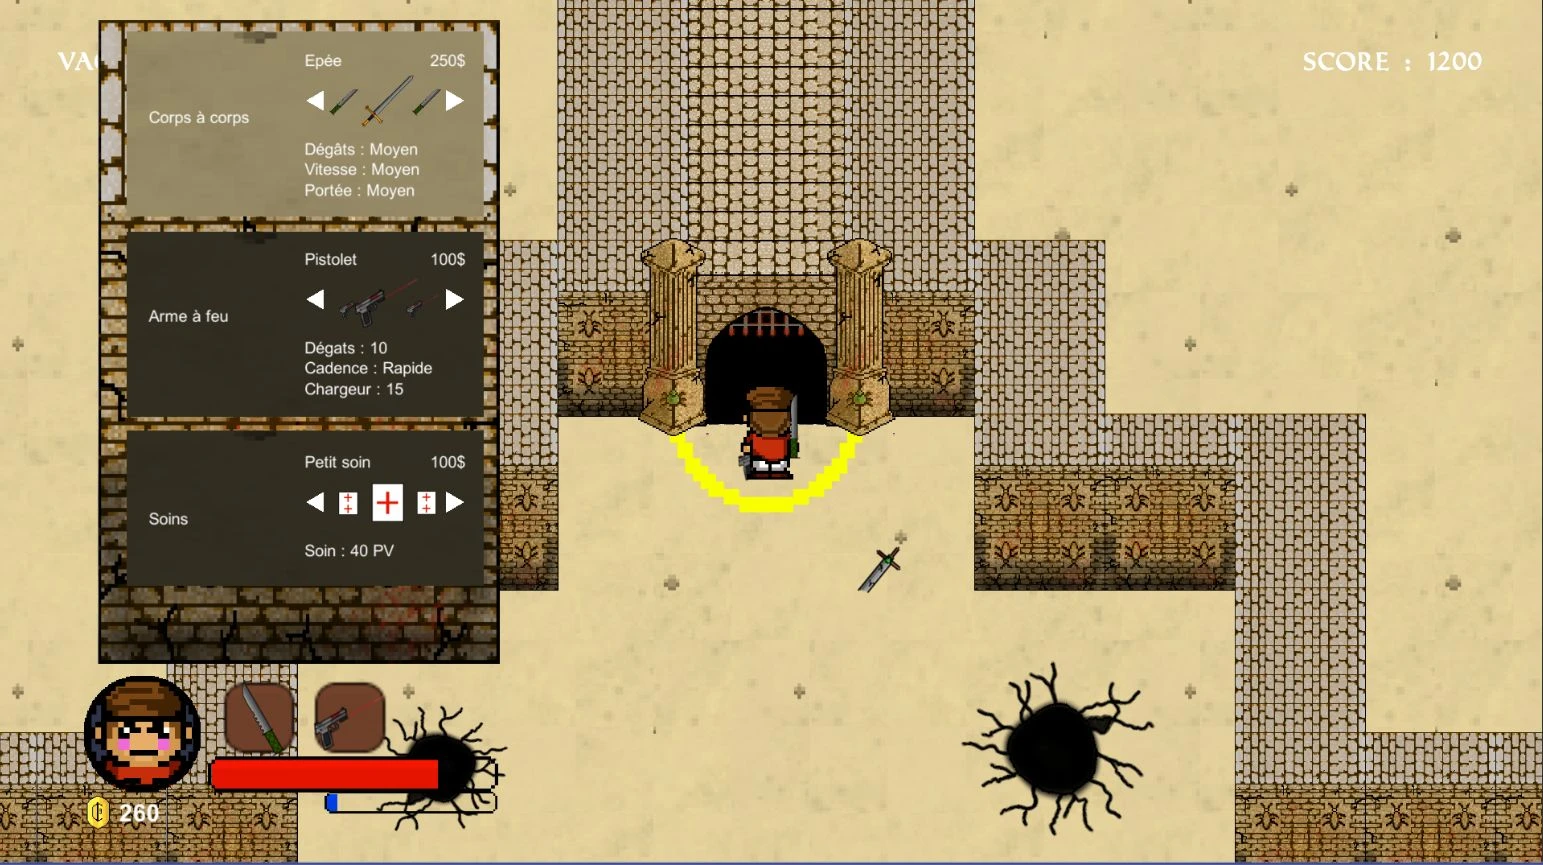 SCORE : 1200
Corps à corps
Epée 250$
Dégâts : Moyen
Vitesse : Moyen
Portée : Moyen
Arme à feu
Pistolet 100$
Dégats : 10
Cadence : Rapide
Chargeur : 15
Soins
Petit soin 100$
Soin : 40 PV
260